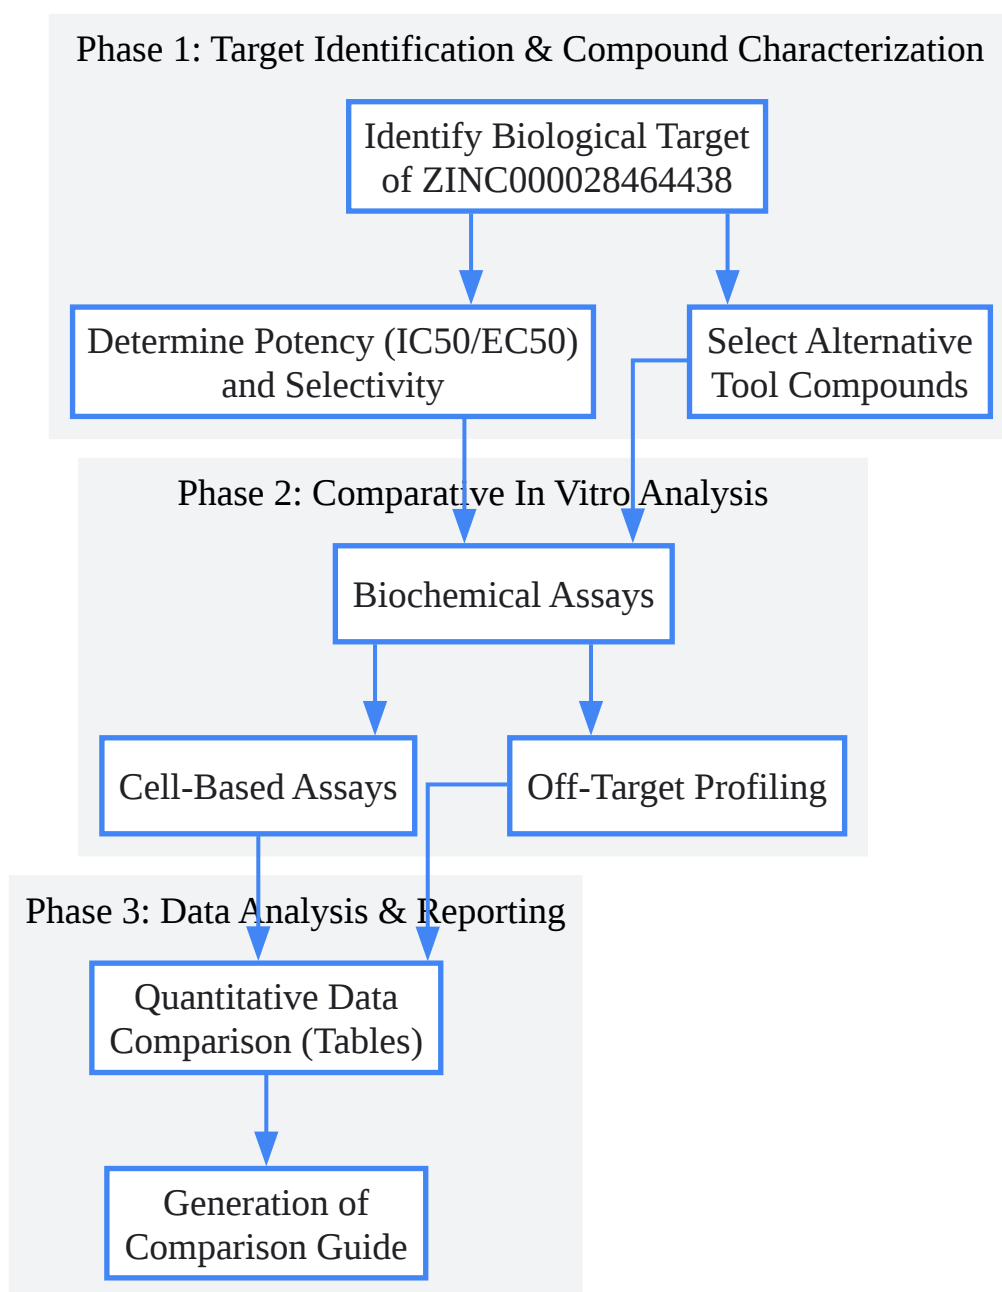 Phase 1: Target Identification & Compound Characterization
Identify Biological Target
of ZINC000028464438
Determine Potency (IC50/EC50)
and Selectivity
Select Alternative
Tool Compounds
Phase 2: Comparative In Vitro Analysis
Biochemical Assays
Cell-Based Assays
Off-Target Profiling
Phase 3: Data Analysis & Reporting
Quantitative Data
Comparison (Tables)
Generation of
Comparison Guide